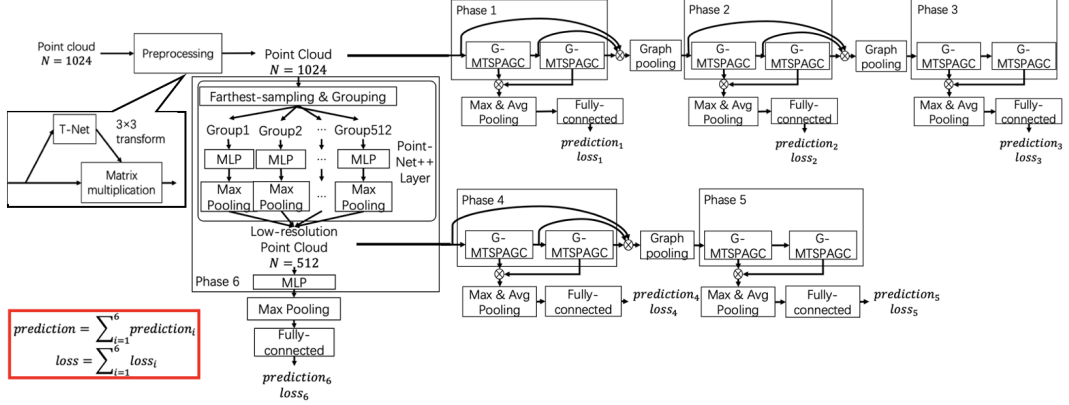 Point cloud
N = 1024
Preprocessing
Point Cloud
N = 1024
T-Net
3×3
transform
Matrix
multiplication
Farthest-sampling & Grouping
Group1 Group2 ... Group512
MLP MLP ... MLP
Max
Pooling
Max
Pooling
...
Max
Pooling
Point-
Net++
Layer
Low-resolution
Point Cloud
N = 512
Phase 6
MLP
Max Pooling
Fully-
connected
prediction₆
loss₆
Phase 1
G-
MTSPAGC
G-
MTSPAGC
Max & Avg
Pooling
Fully-
connected
prediction₁
loss₁
Graph
pooling
Phase 2
G-
MTSPAGC
G-
MTSPAGC
Max & Avg
Pooling
Fully-
connected
prediction₂
loss₂
Graph
pooling
Phase 3
G-
MTSPAGC
G-
MTSPAGC
Max & Avg
Pooling
Fully-
connected
prediction₃
loss₃
Phase 4
G-
MTSPAGC
G-
MTSPAGC
Max & Avg
Pooling
Fully-
connected
prediction₄
loss₄
Graph
pooling
Phase 5
G-
MTSPAGC
G-
MTSPAGC
Max & Avg
Pooling
Fully-
connected
prediction₅
loss₅
prediction = ∑⁶ᵢ₌₁ predictionᵢ
loss = ∑⁶ᵢ₌₁ lossᵢ